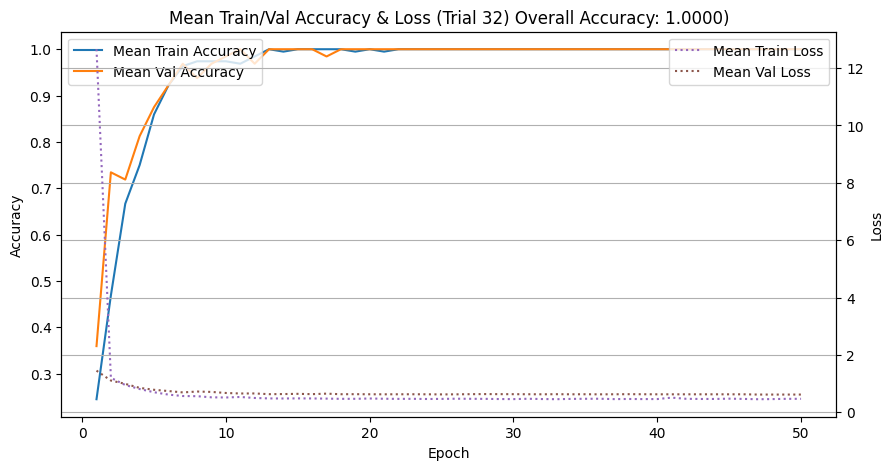 Mean Train/Val Accuracy & Loss (Trial 32) Overall Accuracy: 1.0000)
Mean Train Accuracy
Mean Val Accuracy
Mean Train Loss
Mean Val Loss
Accuracy
1.0
0.9
0.8
0.7
0.6
0.5
0.4
0.3
12
10
8
6
4
2
0
Loss
0
10
20
30
40
50
Epoch